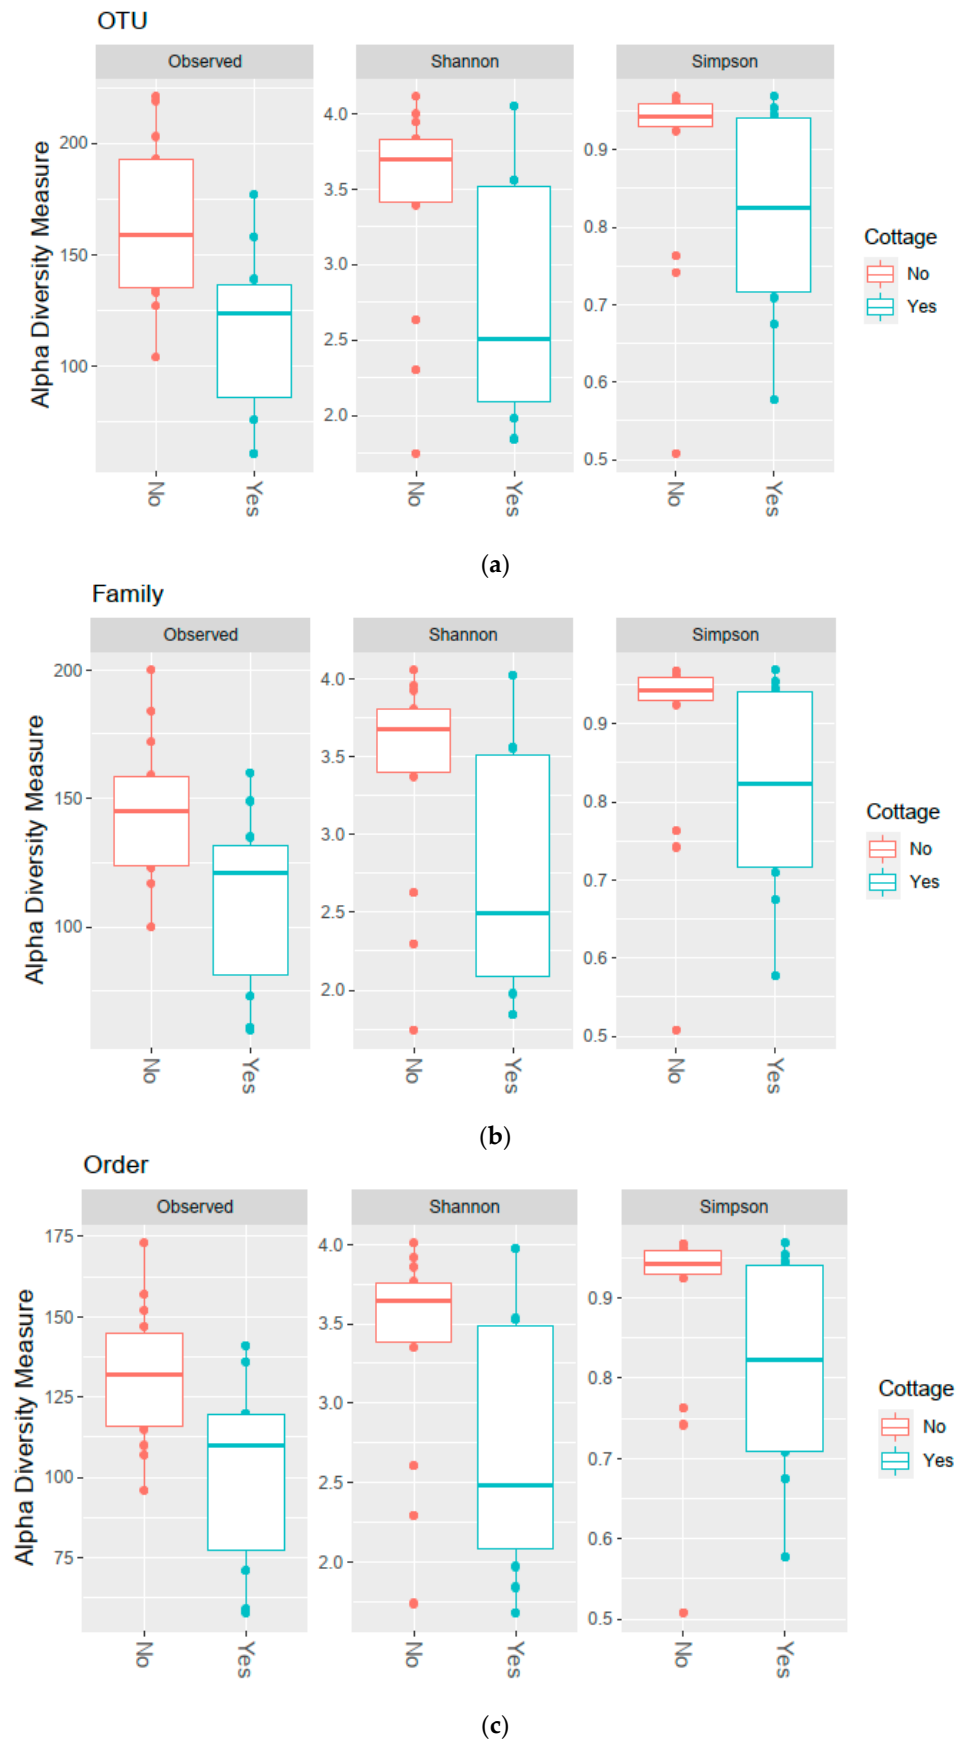 OTU
Observed
Shannon
Simpson
Alpha Diversity Measure
200
150
100
4.0
3.5
3.0
2.5
2.0
0.9
0.8
0.7
0.6
0.5
No
Yes
No
Yes
No
Yes
Cottage
No
Yes
(a)
Family
Observed
Shannon
Simpson
Alpha Diversity Measure
200
150
100
4.0
3.5
3.0
2.5
2.0
0.9
0.8
0.7
0.6
0.5
No
Yes
No
Yes
No
Yes
Cottage
No
Yes
(b)
Order
Observed
Shannon
Simpson
Alpha Diversity Measure
175
150
125
100
75
4.0
3.5
3.0
2.5
2.0
0.9
0.8
0.7
0.6
0.5
No
Yes
No
Yes
No
Yes
Cottage
No
Yes
(c)